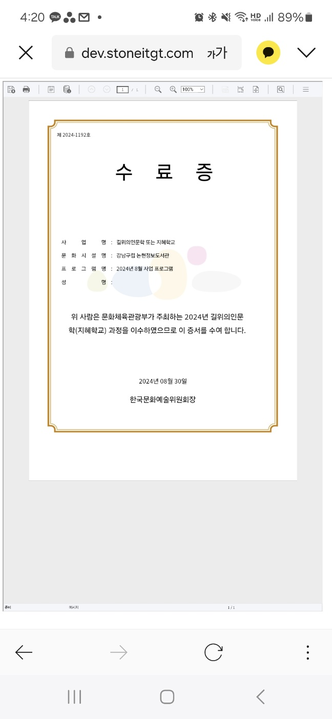 4:20
89%
dev.stoneitgt.com
가가
100%
제 2024-1192호
수 료 증
사 업 명 : 길위의인문학 또는 지혜학교
문 화 시 설 명 : 강남구립 논현정보도서관
프 로 그 램 명 : 2024년 8월 사업 프로그램
성 명 :
위 사람은 문화체육관광부가 주최하는 2024년 길위의인문
학(지혜학교) 과정을 이수하였으므로 이 증서를 수여 합니다.
2024년 08월 30일
한국문화예술위원회장
1 / 1